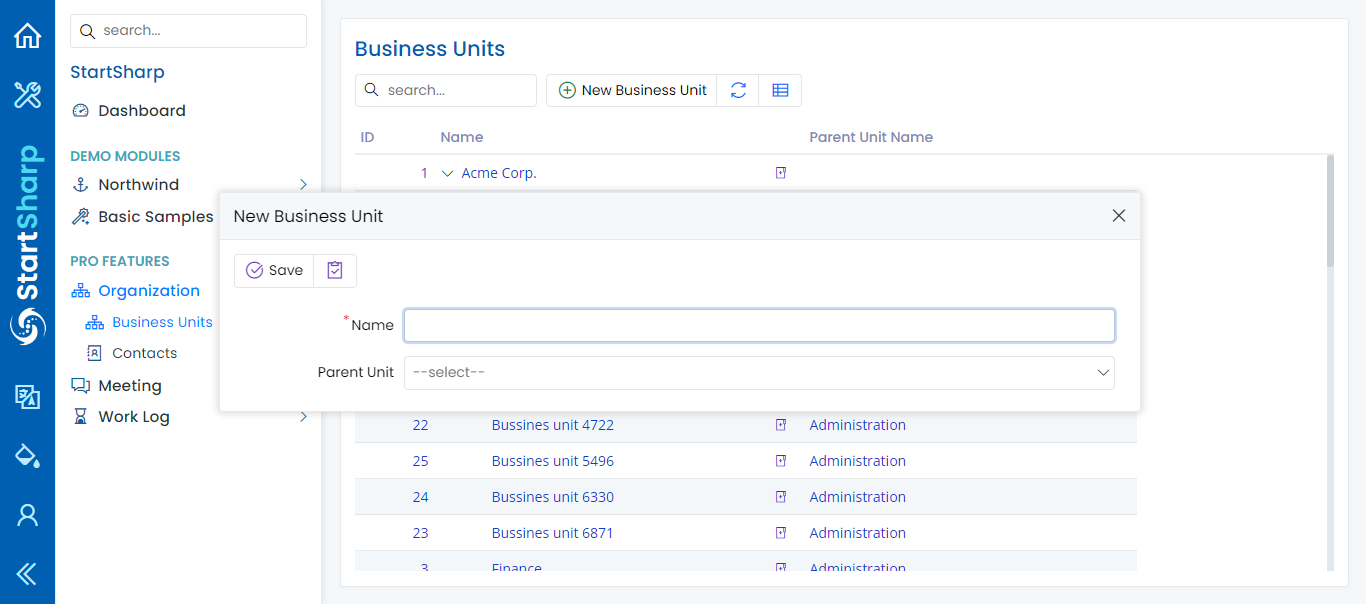 search...
StartSharp
Dashboard
DEMO MODULES
Northwind
Basic Samples
PRO FEATURES
Organization
Business Units
Contacts
Meeting
Work Log
StartSharp
Business Units
search...
New Business Unit
ID Name Parent Unit Name
1 Acme Corp.
New Business Unit
Save
*Name
Parent Unit --select--
22 Bussines unit 4722 Administration
25 Bussines unit 5496 Administration
24 Bussines unit 6330 Administration
23 Bussines unit 6871 Administration
3 Finance Administration